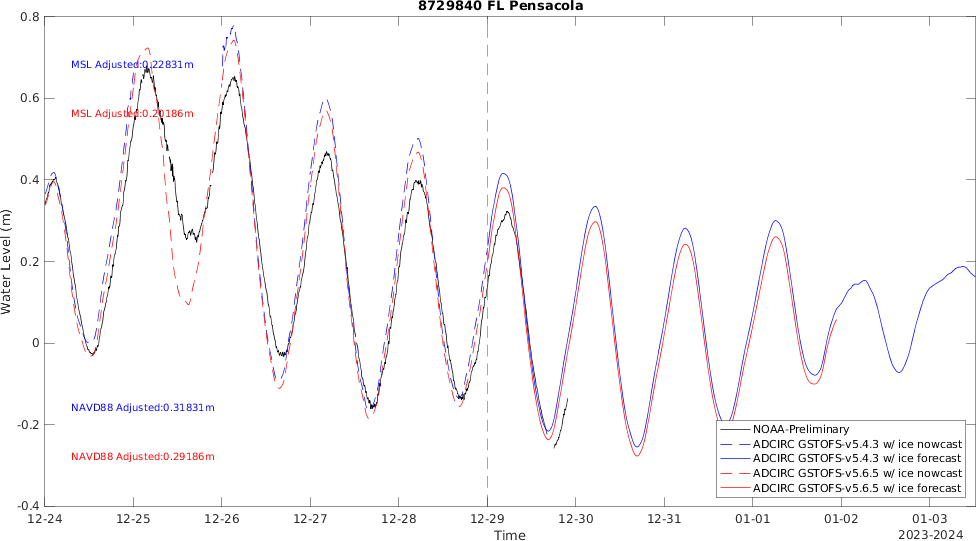 8729840 FL Pensacola
0.8
MSL Adjusted:0.22831m
0.6
MSL Adjusted:0.20186m
0.4
0.2
0
-0.2
-0.4
Water Level (m)
NAVD88 Adjusted:0.31831m
NAVD88 Adjusted:0.29186m
NOAA-Preliminary
ADCIRC GSTOFS-v5.4.3 w/ ice nowcast
ADCIRC GSTOFS-v5.4.3 w/ ice forecast
ADCIRC GSTOFS-v5.6.5 w/ ice nowcast
ADCIRC GSTOFS-v5.6.5 w/ ice forecast
12-24 12-25 12-26 12-27 12-28 12-29 12-30 12-31 01-01 01-02 01-03
Time
2023-2024